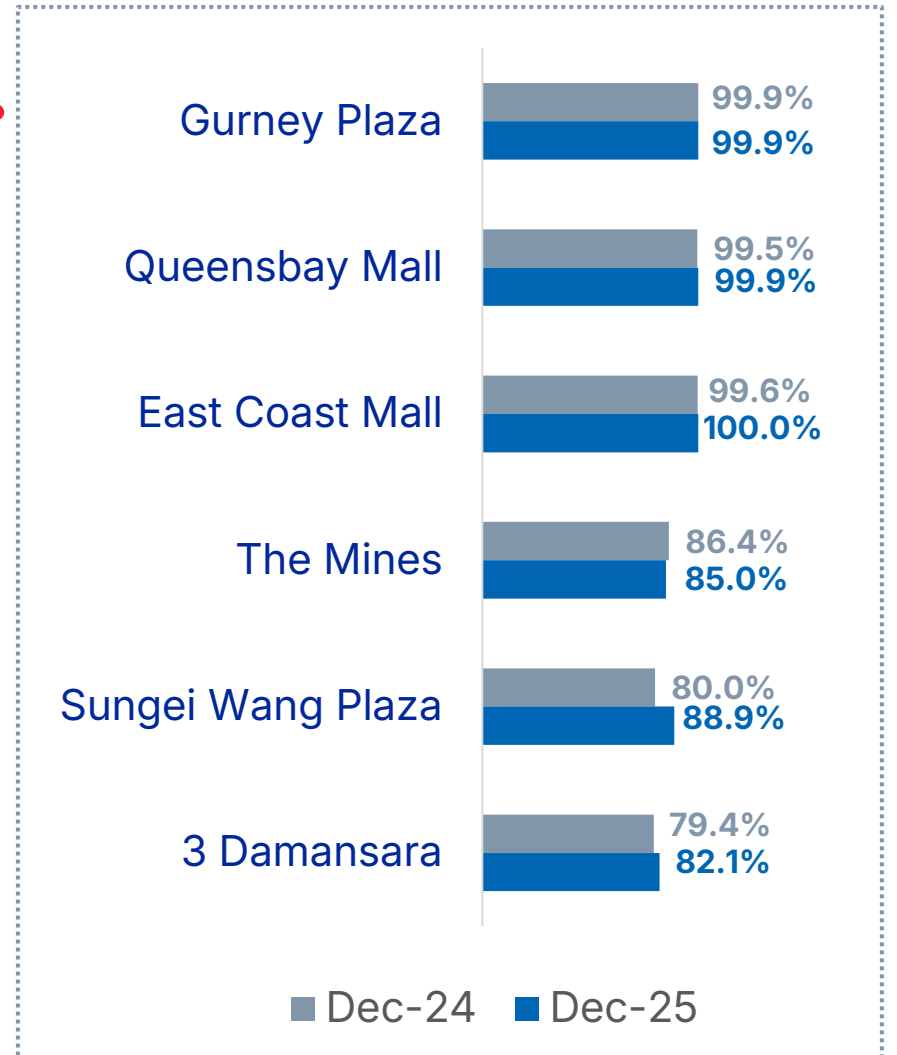 Gurney Plaza
99.9%
99.9%
Queensbay Mall
99.5%
99.9%
East Coast Mall
99.6%
100.0%
The Mines
86.4%
85.0%
Sungei Wang Plaza
80.0%
88.9%
3 Damansara
79.4%
82.1%
Dec-24 Dec-25